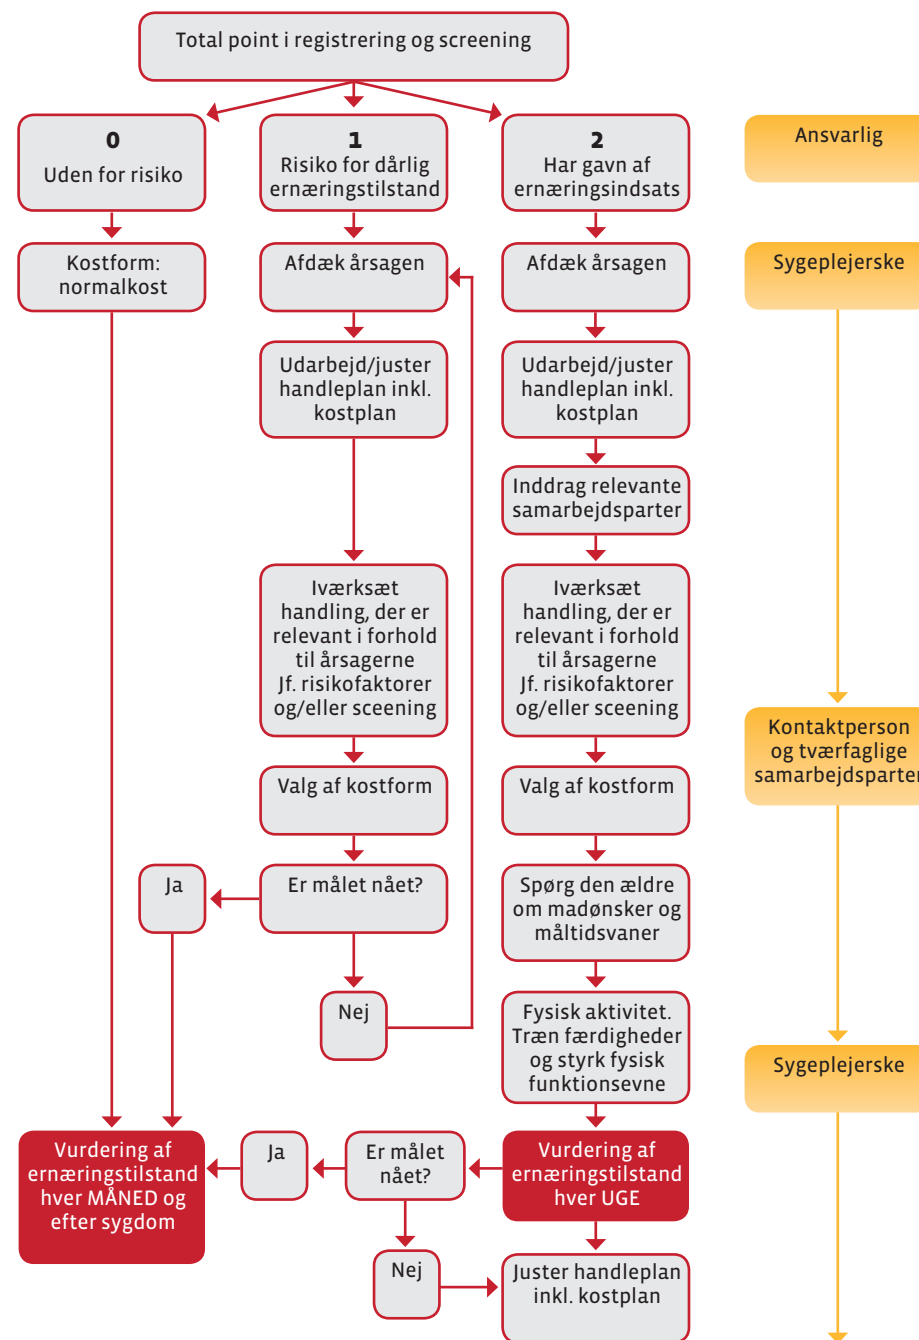 Total point i registrering og screening
0
Uden for risiko
1
Risiko for dårlig
ernæringstilstand
2
Har gavn af
ernæringsindsats
Ansvarlig
Kostform:
normalkost
Afdæk årsagen
Afdæk årsagen
Sygeplejerske
Udarbejd/juster
handleplan inkl.
kostplan
Udarbejd/juster
handleplan inkl.
kostplan
Inddrag relevante
samarbejdsparter
Iværksæt
handling, der er
relevant i forhold
til årsagerne
Jf. risikofaktorer
og/eller sceening
Iværksæt
handling, der er
relevant i forhold
til årsagerne
Jf. risikofaktorer
og/eller sceening
Kontaktperson
og tværfaglige
samarbejdsparter
Valg af kostform
Valg af kostform
Ja
Er målet nået?
Spørg den ældre
om madønsker og
måltidsvaner
Nej
Fysisk aktivitet.
Træn færdigheder
og styrk fysisk
funktionsevne
Sygeplejerske
Vurdering af
ernæringstilstand
hver MÅNED og
efter sygdom
Ja
Er målet
nået?
Vurdering af
ernæringstilstand
hver UGE
Nej
Juster handleplan
inkl. kostplan